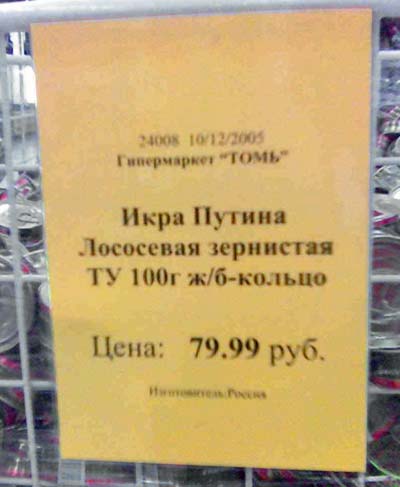 24008 10/12/2005
Гипермаркет "ТОМЬ"
Икра Путина
Лососевая зернистая
ТУ 100г ж/б-кольцо
Цена: 79.99 руб.
Изготовитель:Россия